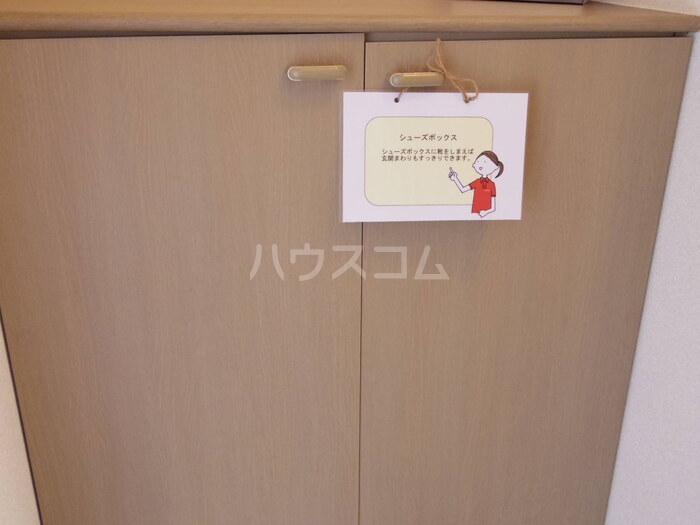 シューズボックス
シューズボックスに靴をしまえば
玄関まわりもすっきりできます。
ハウスコム